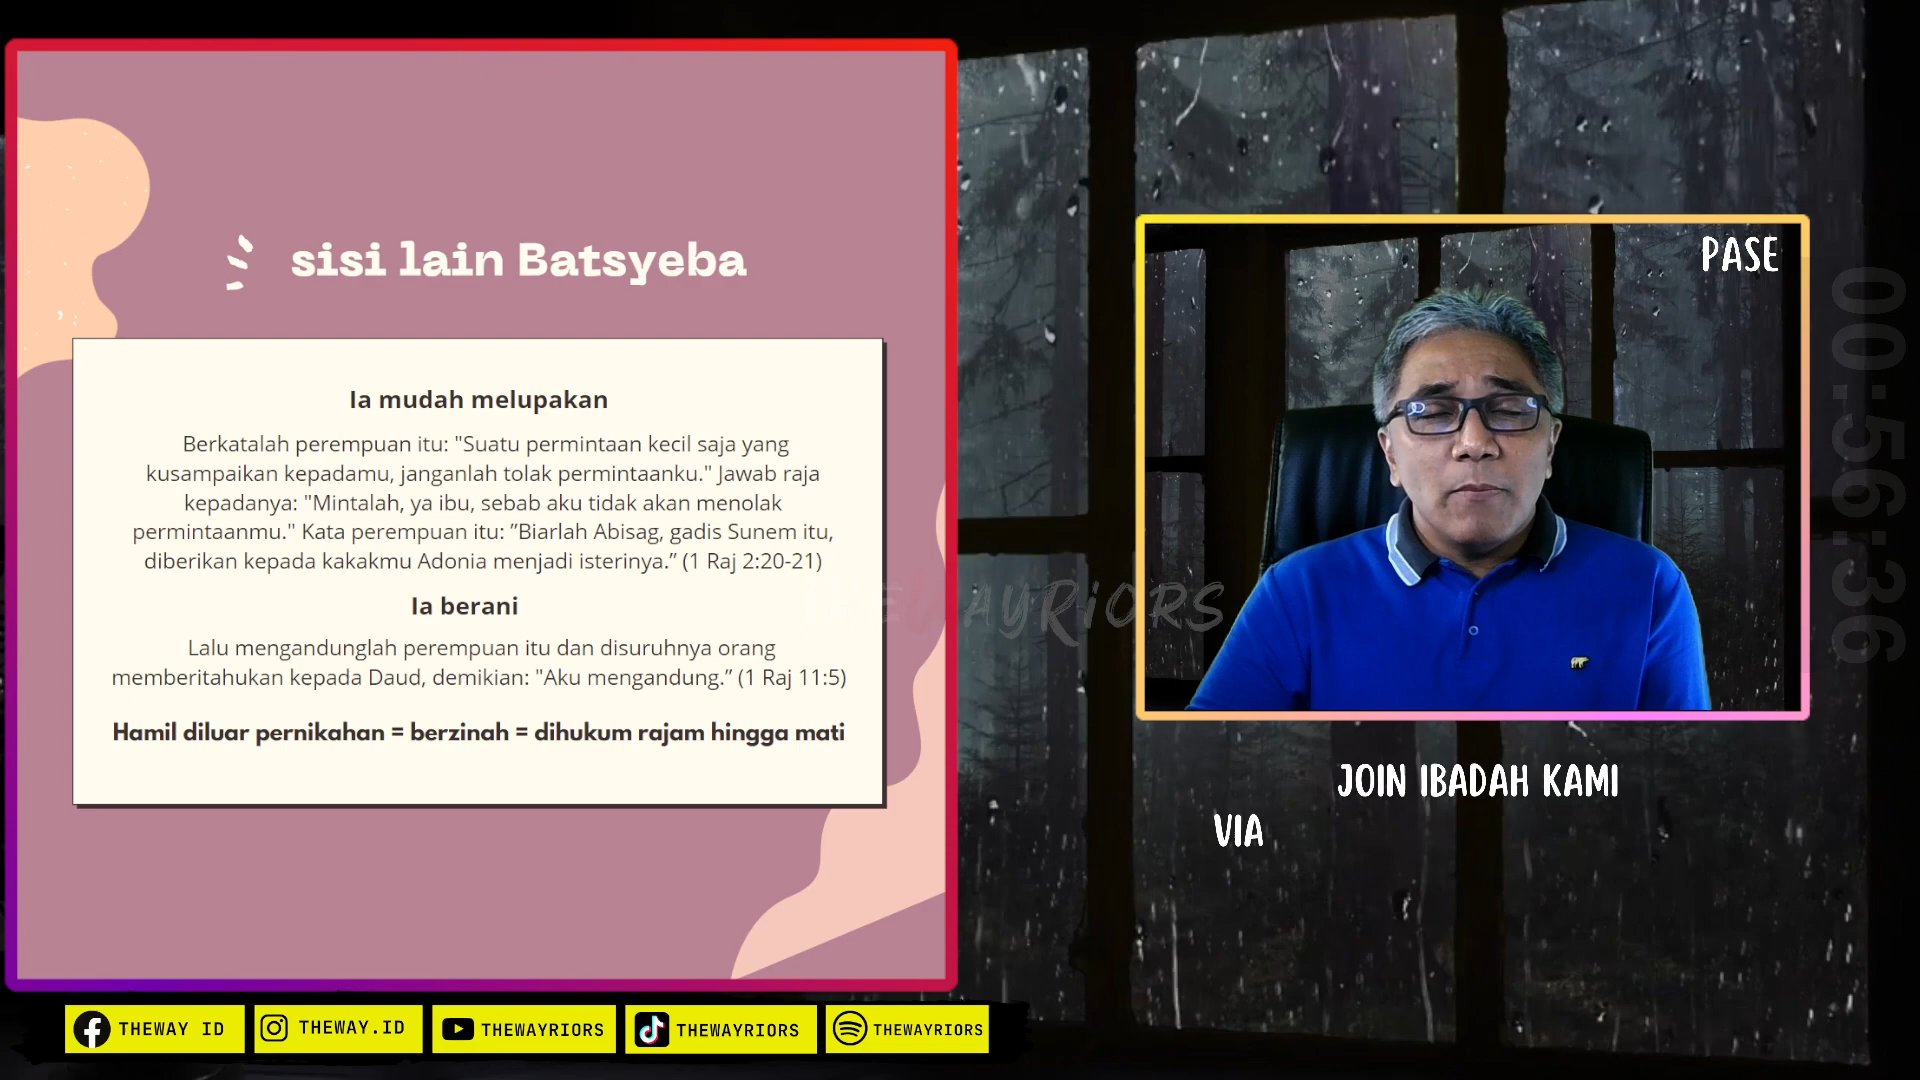 sisi lain Batsyeba
Ia mudah melupakan
Berkatalah perempuan itu: "Suatu permintaan kecil saja yang
kusampaikan kepadamu, janganlah tolak permintaanku." Jawab raja
kepadanya: "Mintalah, ya ibu, sebab aku tidak akan menolak
permintaanmu." Kata perempuan itu: ”Biarlah Abisag, gadis Sunem itu,
diberikan kepada kakakmu Adonia menjadi isterinya.” (1 Raj 2:20-21)
Ia berani
Lalu mengandunglah perempuan itu dan disuruhnya orang
memberitahukan kepada Daud, demikian: "Aku mengandung.” (1 Raj 11:5)
Hamil diluar pernikahan = berzinah = dihukum rajam hingga mati
PASE
THEWAYRiORS
00:56:36
JOIN IBADAH KAMI
VIA
THEWAY ID
THEWAY.ID
THEWAYRIORS
THEWAYRIORS
THEWAYRIORS